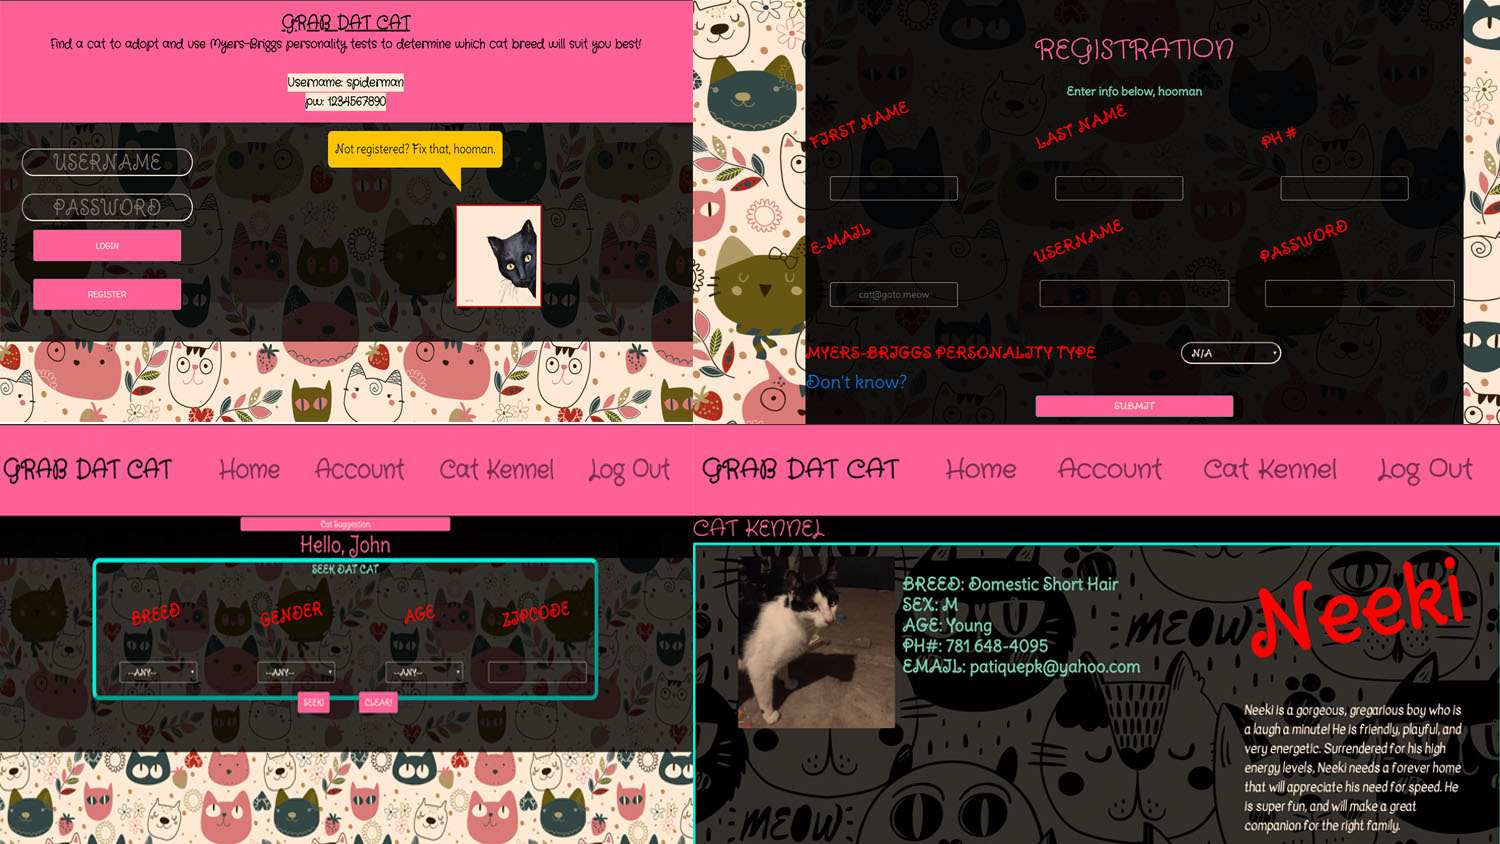 GRAB DAT CAT
Find a cat to adopt and use Myers-Briggs personality tests to determine which cat breed will suit you best!
Username: spiderman
pw: 1234567890
USERNAME
PASSWORD
LOGIN
REGISTER
Not registered? Fix that, hooman.
REGISTRATION
Enter info below, hooman
FIRST NAME
LAST NAME
PH #
E-MAIL
USERNAME
PASSWORD
cat@gato.meow
MYERS-BRIGGS PERSONALITY TYPE
N/A
Don't know?
SUBMIT
GRAB DAT CAT Home Account Cat Kennel Log Out
Cat Suggestion
Hello, John
SEEK DAT CAT
BREED GENDER AGE ZIPCODE
--ANY-- --ANY-- --ANY--
SEEK! CLEAR!
GRAB DAT CAT Home Account Cat Kennel Log Out
CAT KENNEL
BREED: Domestic Short Hair
SEX: M
AGE: Young
PH#: 781 648-4095
EMAIL: patiquepk@yahoo.com
Neeki
Neeki is a gorgeous, gregarious boy who is
a laugh a minute! He is friendly, playful, and
very energetic. Surrendered for his high
energy levels, Neeki needs a forever home
that will appreciate his need for speed. He
is super fun, and will make a great
companion for the right family.
MEOW
MEOW